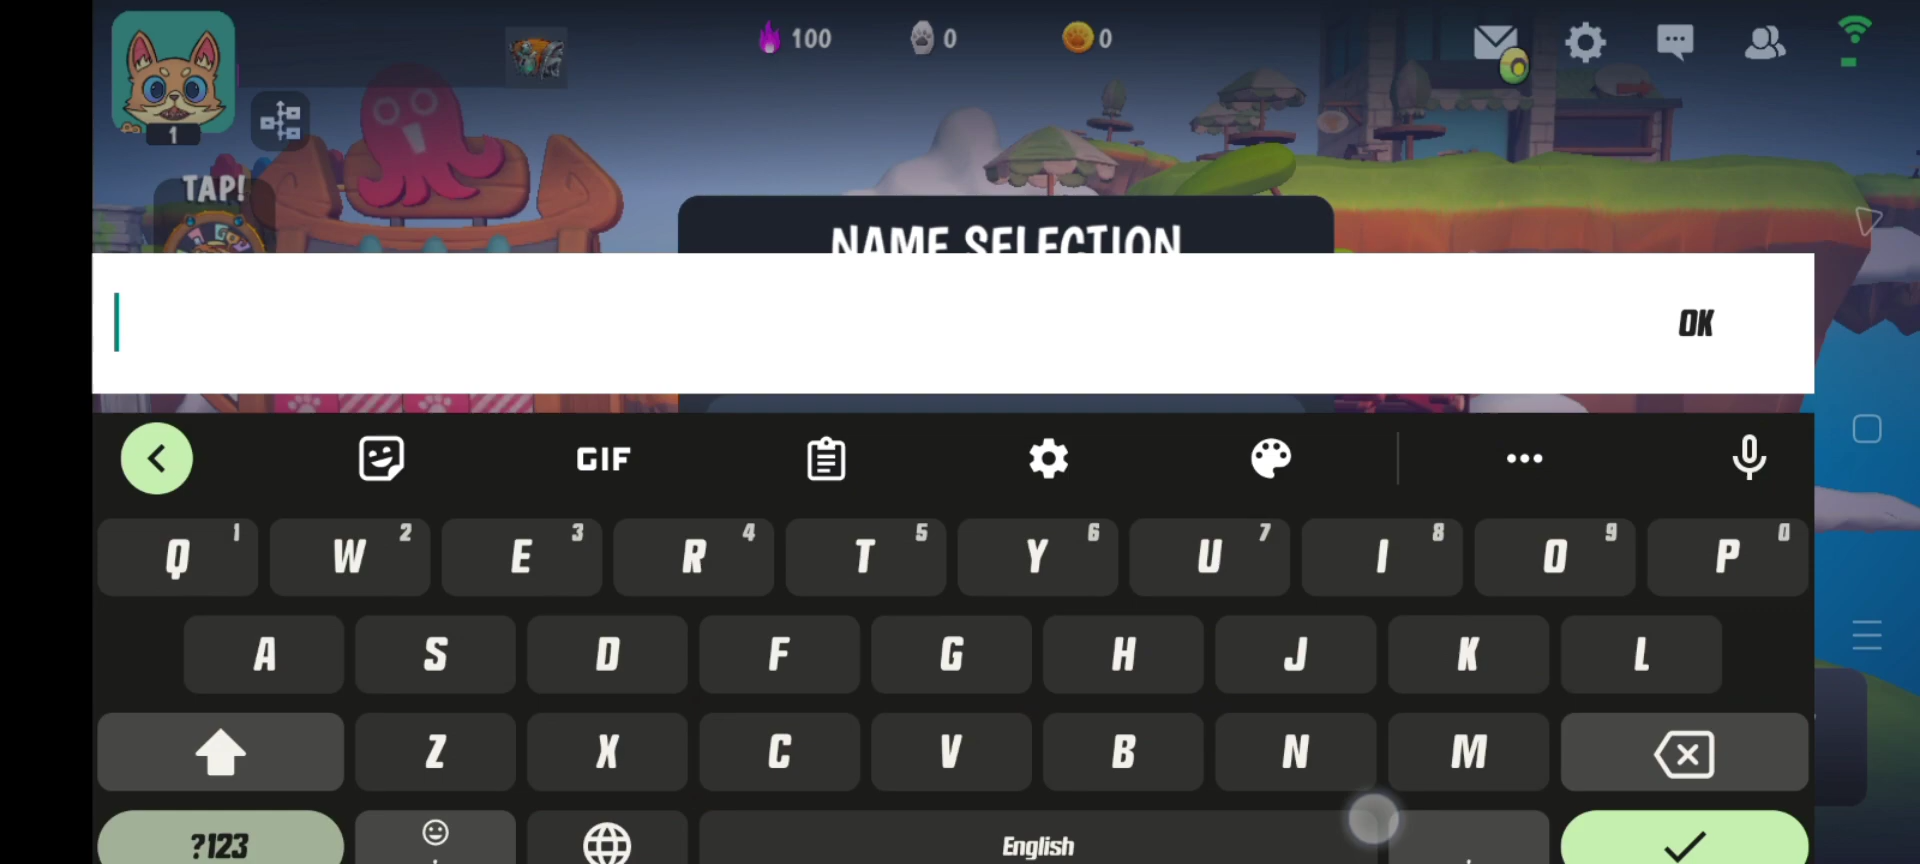 100
0
0
1
TAP!
NAME SELECTION
OK
GIF
Q 1 W 2 E 3 R 4 T 5 Y 6 U 7 I 8 O 9 P 0
A S D F G H J K L
Z X C V B N M
?123
English